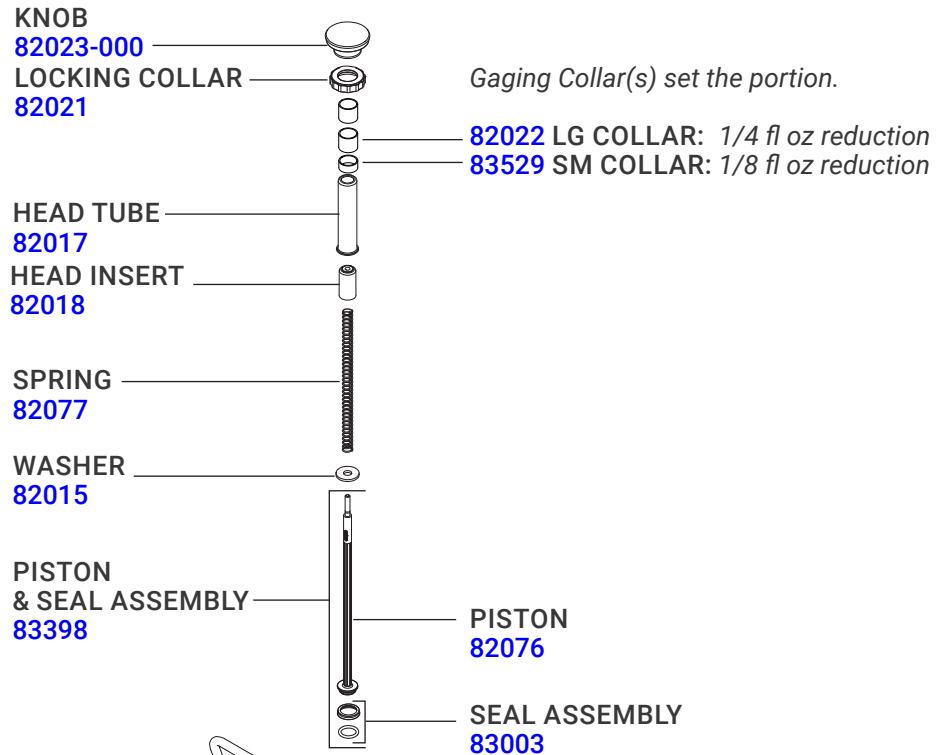 KNOB
82023-000
LOCKING COLLAR
82021
Gaging Collar(s) set the portion.
82022 LG COLLAR: 1/4 fl oz reduction
83529 SM COLLAR: 1/8 fl oz reduction
HEAD TUBE
82017
HEAD INSERT
82018
SPRING
82077
WASHER
82015
PISTON
& SEAL ASSEMBLY
83398
PISTON
82076
SEAL ASSEMBLY
83003